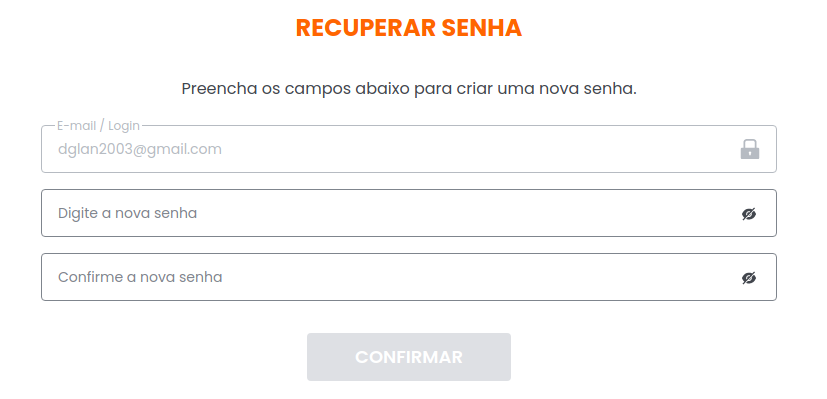 RECUPERAR SENHA
Preencha os campos abaixo para criar uma nova senha.
E-mail / Login
dglan2003@gmail.com
Digite a nova senha
Confirme a nova senha
CONFIRMAR